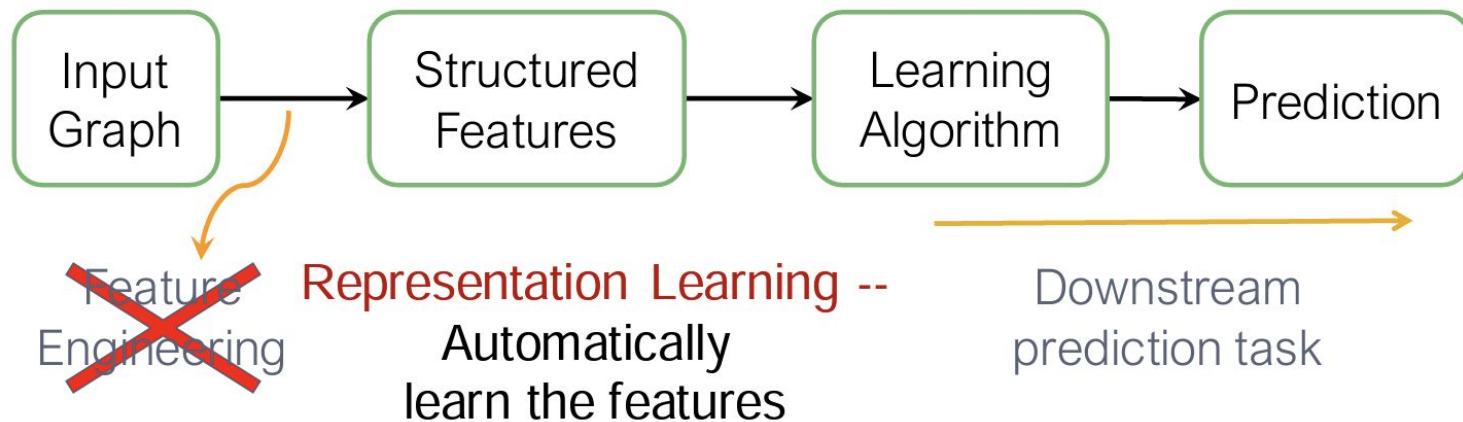 Input
Graph
Structured
Features
Learning
Algorithm
Prediction
Feature
Engineering
Representation Learning --
Automatically
learn the features
Downstream
prediction task